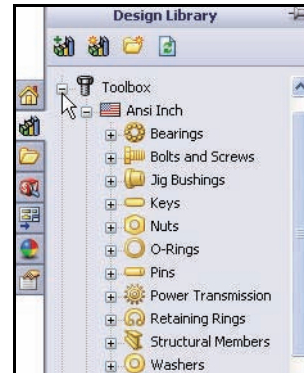 Design Library
Toolbox
Ansi Inch
Bearings
Bolts and Screws
Jig Bushings
Keys
Nuts
O-Rings
Pins
Power Transmission
Retaining Rings
Structural Members
Washers